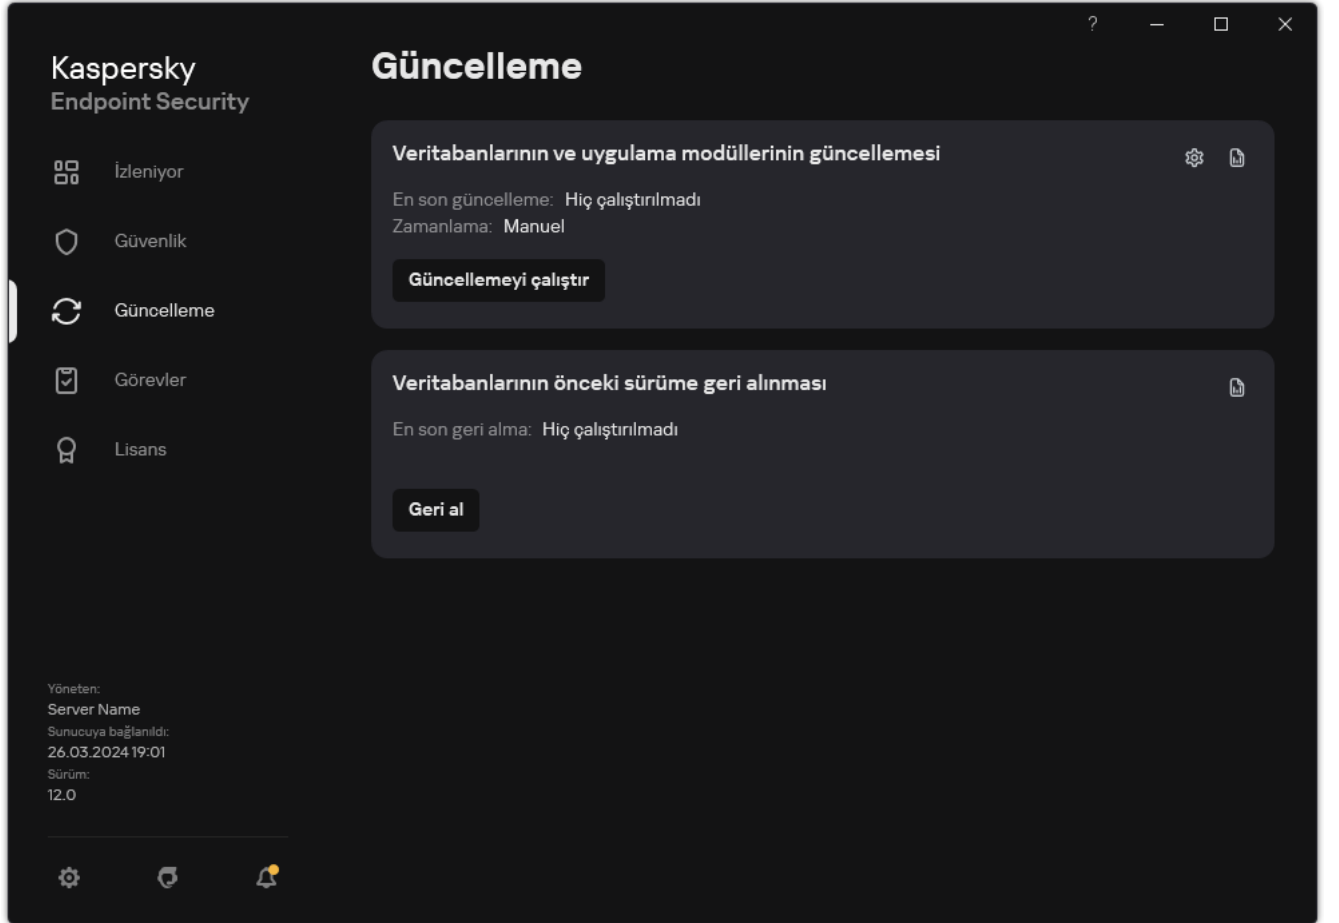 ?
Kaspersky
Endpoint Security
İzleniyor
Güvenlik
Güncelleme
Görevler
Lisans
Yöneten:
Server Name
Sunucuya bağlanıldı:
26.03.2024 19:01
Sürüm:
12.0
Güncelleme
Veritabanlarının ve uygulama modüllerinin güncellemesi
En son güncelleme: Hiç çalıştırılmadı
Zamanlama: Manuel
Güncellemeyi çalıştır
Veritabanlarının önceki sürüme geri alınması
En son geri alma: Hiç çalıştırılmadı
Geri al